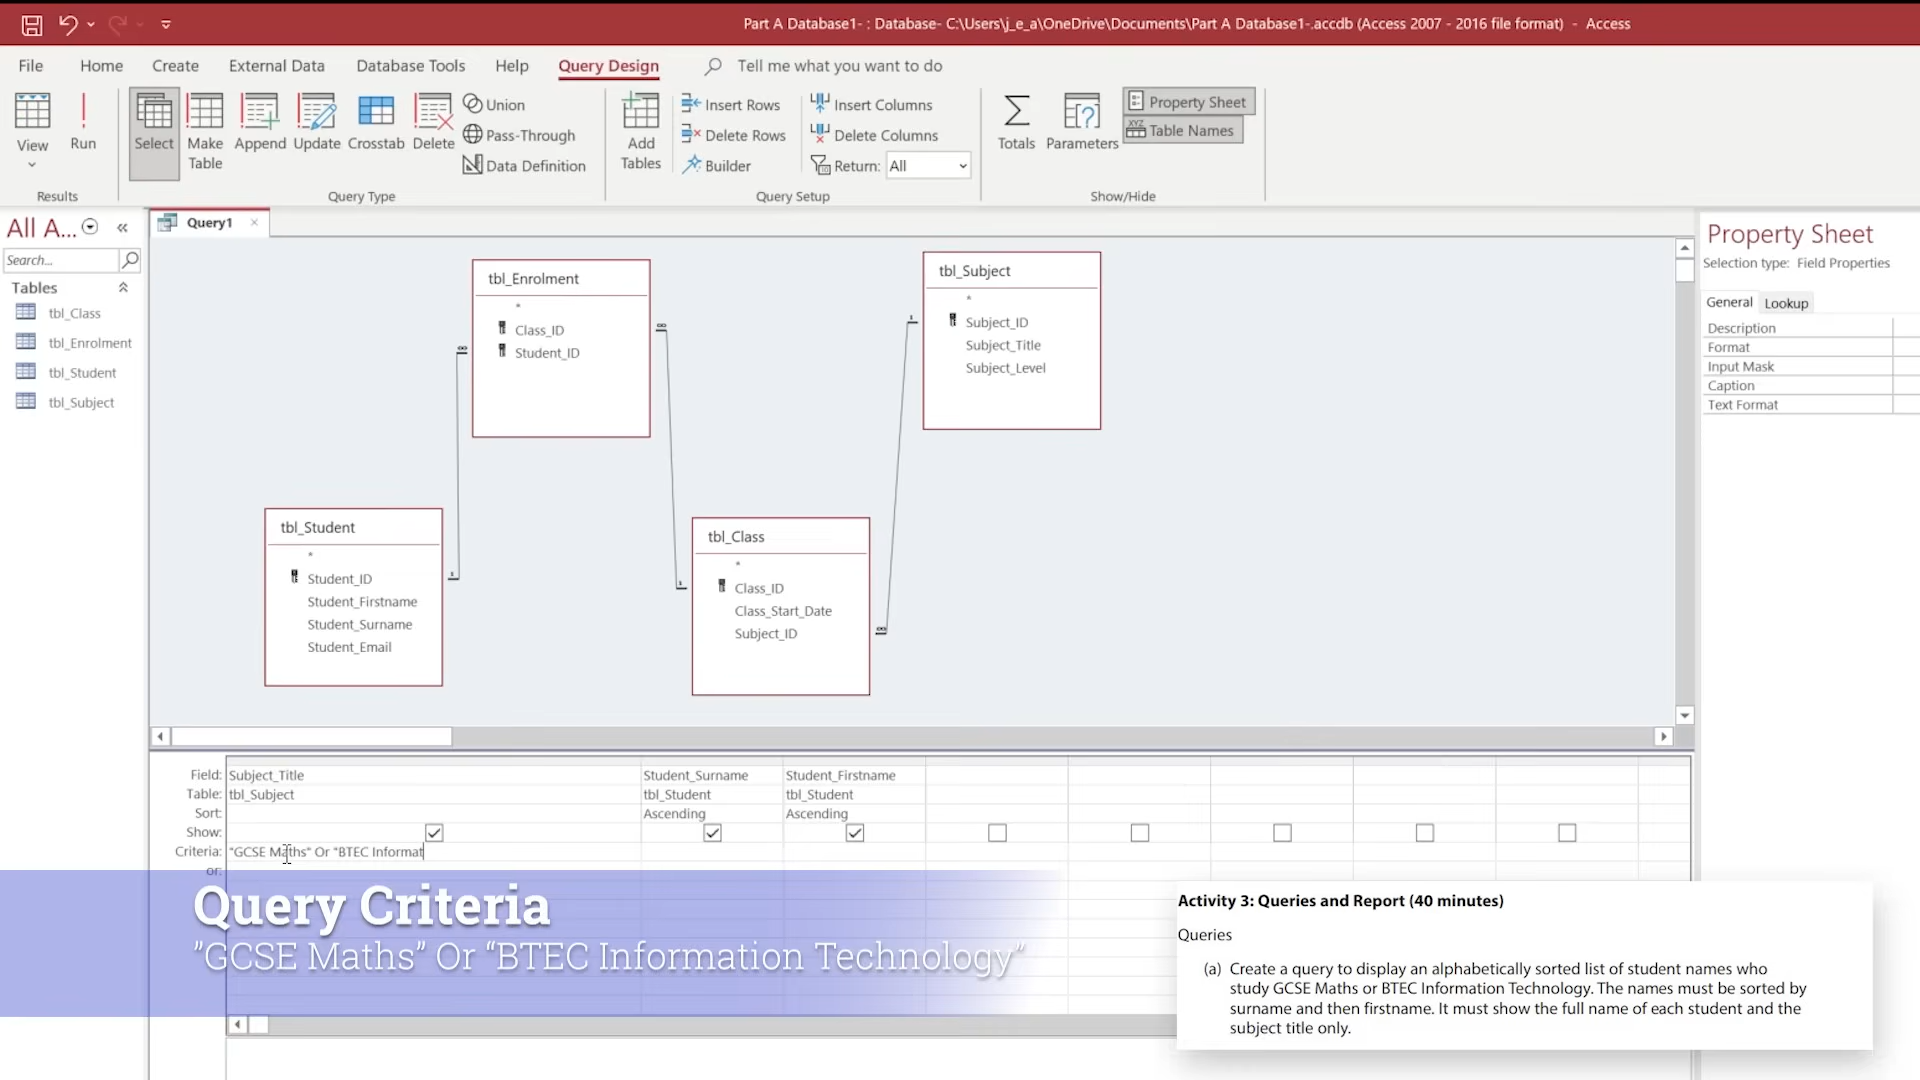 Part A Database1- : Database- C:\Users\j_e_a\OneDrive\Documents\Part A Database1-.accdb (Access 2007 - 2016 file format) - Access
File Home Create External Data Database Tools Help Query Design Tell me what you want to do
View
Run
Results
Select
Make Table
Append
Update
Crosstab
Delete
Union
Pass-Through
Data Definition
Query Type
Add Tables
Insert Rows
Delete Rows
Builder
Insert Columns
Delete Columns
Return: All
Query Setup
Totals
Parameters
Property Sheet
XYZ Table Names
Show/Hide
All A...
Search...
Tables
tbl_Class
tbl_Enrolment
tbl_Student
tbl_Subject
Query1
tbl_Enrolment
*
Class_ID
Student_ID
tbl_Subject
*
Subject_ID
Subject_Title
Subject_Level
tbl_Student
*
Student_ID
Student_Firstname
Student_Surname
Student_Email
tbl_Class
*
Class_ID
Class_Start_Date
Subject_ID
∞
1
∞
1
1
∞
Property Sheet
Selection type: Field Properties
General Lookup
Description
Format
Input Mask
Caption
Text Format
Field: Subject_Title Student_Surname Student_Firstname
Table: tbl_Subject tbl_Student tbl_Student
Sort: Ascending Ascending
Show:
Criteria: "GCSE Maths" Or "BTEC Informat
or:
Query Criteria
”GCSE Maths” Or “BTEC Information Technology”
Activity 3: Queries and Report (40 minutes)
Queries
(a) Create a query to display an alphabetically sorted list of student names who
study GCSE Maths or BTEC Information Technology. The names must be sorted by
surname and then firstname. It must show the full name of each student and the
subject title only.